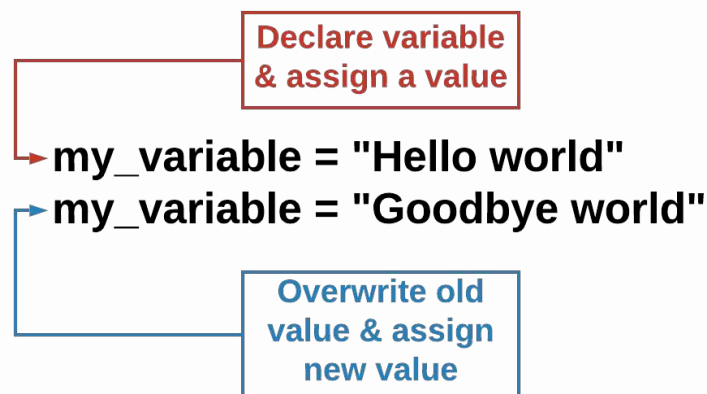 Declare variable
& assign a value
my_variable = "Hello world"
my_variable = "Goodbye world"
Overwrite old
value & assign
new value